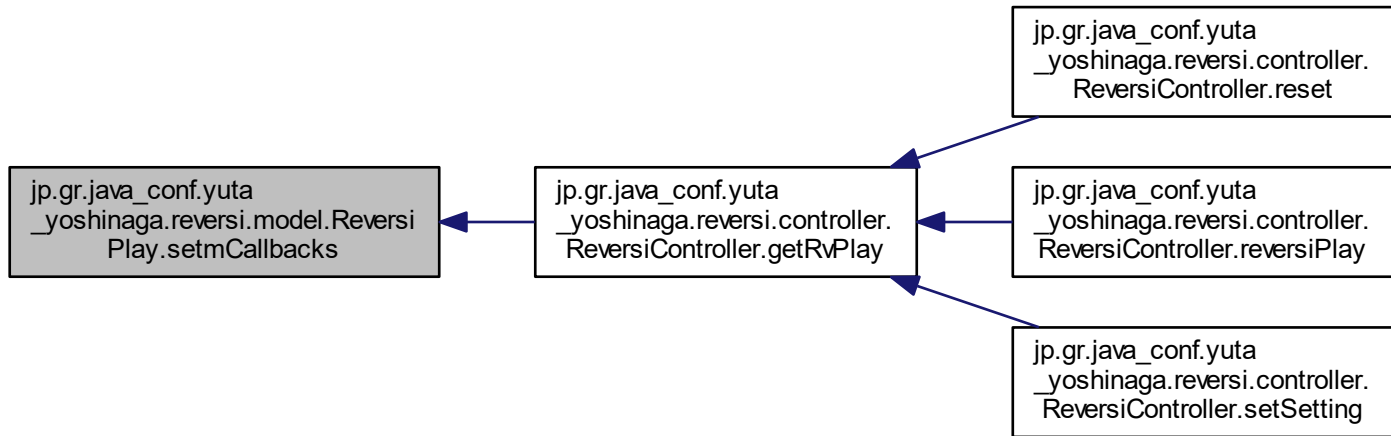 jp.gr.java_conf.yuta
_yoshinaga.reversi.model.Reversi
Play.setmCallbacks
jp.gr.java_conf.yuta
_yoshinaga.reversi.controller.
ReversiController.getRvPlay
jp.gr.java_conf.yuta
_yoshinaga.reversi.controller.
ReversiController.reset
jp.gr.java_conf.yuta
_yoshinaga.reversi.controller.
ReversiController.reversiPlay
jp.gr.java_conf.yuta
_yoshinaga.reversi.controller.
ReversiController.setSetting